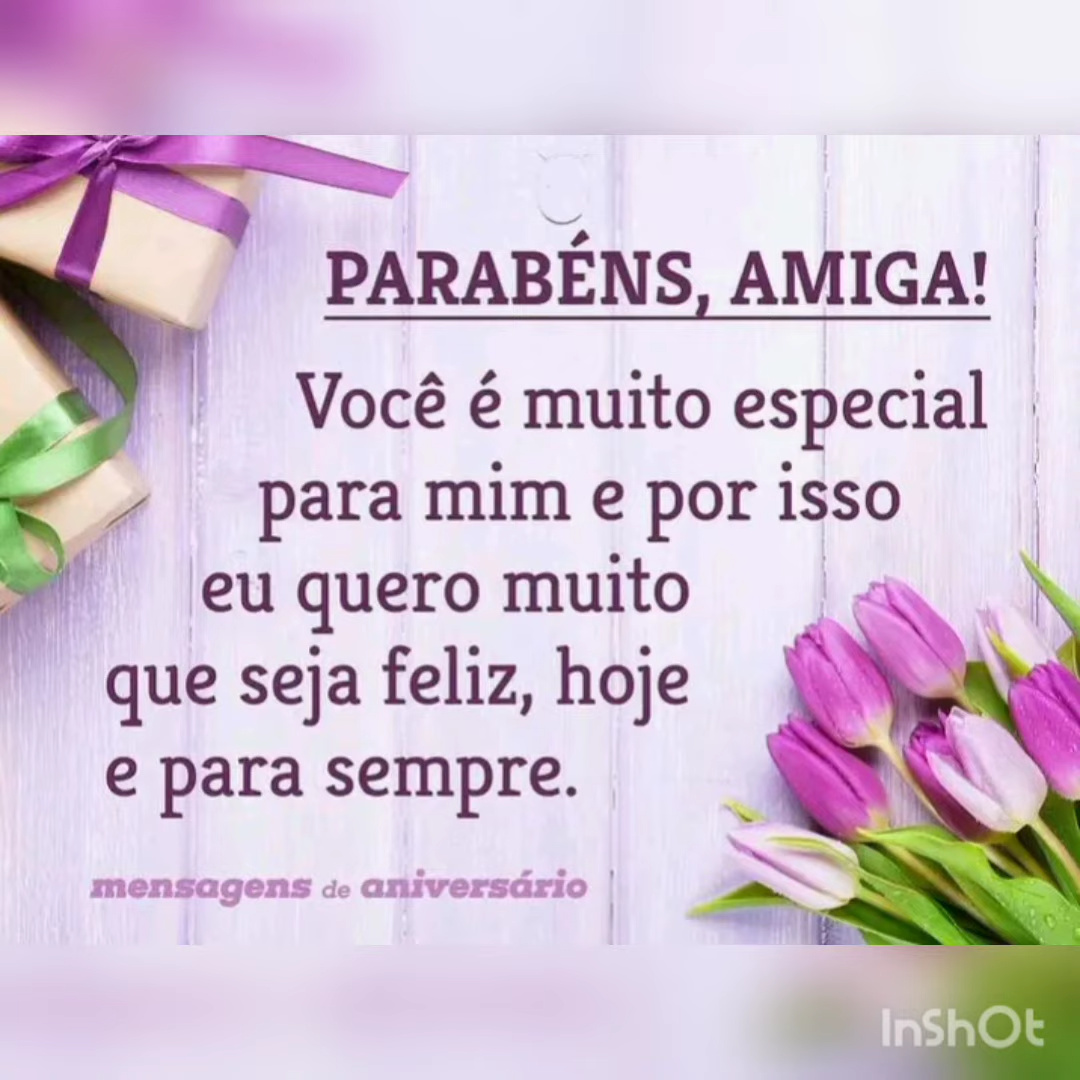 PARABÉNS, AMIGA!
Você é muito especial
para mim e por isso
eu quero muito
que seja feliz, hoje
e para sempre.
mensagens de aniversário
InShOt